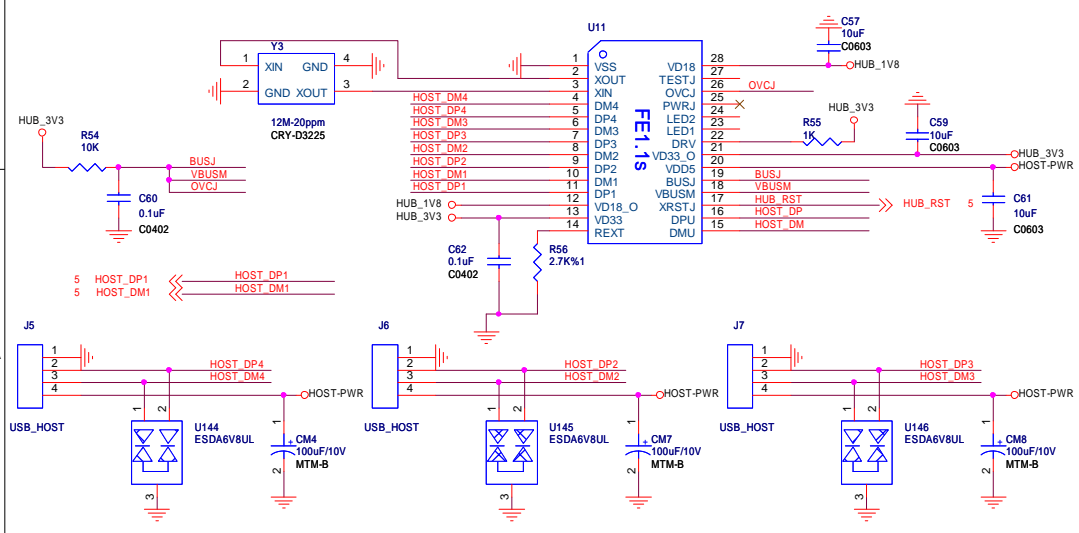 U11
C57
10uF
C0603
HUB_1V8
Y3
1 XIN GND 4
2 GND XOUT 3
12M-20ppm
CRY-D3225
FE1.1s
1 VSS VD18 28
2 XOUT TESTJ 27
3 XIN OVCJ 26 OVCJ
HOST_DM4 4 DM4 PWRJ 25
HOST_DP4 5 DP4 LED2 24
HOST_DM3 6 DM3 LED1 23
HOST_DP3 7 DP3 DRV 22
HOST_DM2 8 DM2 VD33_O 21 HUB_3V3
HOST_DP2 9 DP2 VDD5 20 HOST-PWR
HOST_DM1 10 DM1 BUSJ 19 BUSJ
HOST_DP1 11 DP1 VBUSM 18 VBUSM
HUB_1V8 12 VD18_O XRSTJ 17 HUB_RST HUB_RST 5
HUB_3V3 13 VD33 DPU 16 HOST_DP
14 REXT DMU 15 HOST_DM
R55
1K
HUB_3V3
C59
10uF
C0603
C61
10uF
C0603
HUB_3V3
R54
10K
BUSJ
VBUSM
OVCJ
C60
0.1uF
C0402
C62
0.1uF
C0402
R56
2.7K%1
5 HOST_DP1 HOST_DP1
5 HOST_DM1 HOST_DM1
J5
1
2 HOST_DP4
3 HOST_DM4
4 HOST-PWR
USB_HOST
1 2 3
U144
ESDA6V8UL
1 2
CM4
100uF/10V
MTM-B
J6
1
2 HOST_DP2
3 HOST_DM2
4 HOST-PWR
USB_HOST
1 2 3
U145
ESDA6V8UL
1 2
CM7
100uF/10V
MTM-B
J7
1
2 HOST_DP3
3 HOST_DM3
4 HOST-PWR
USB_HOST
1 2 3
U146
ESDA6V8UL
1 2
CM8
100uF/10V
MTM-B